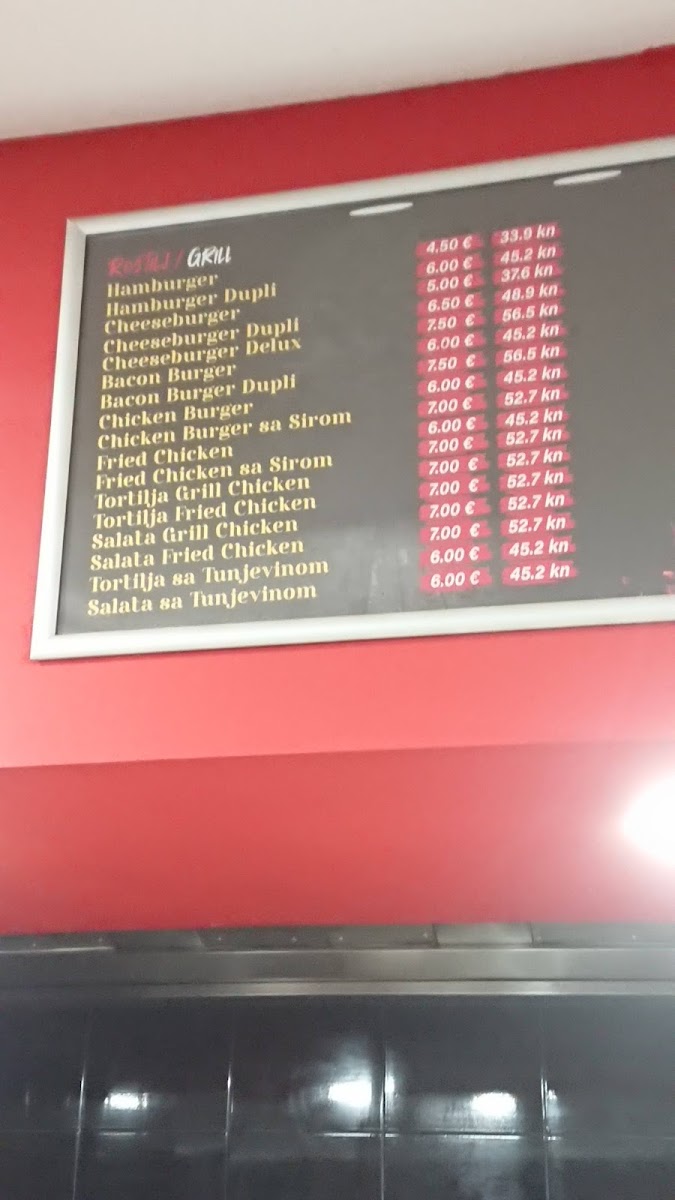 ROŠTILJ / GRILL
Hamburger 4.50 € 33.9 kn
Hamburger Dupli 6.00 € 45.2 kn
Cheeseburger 5.00 € 37.6 kn
Cheeseburger Dupli 6.50 € 48.9 kn
Cheeseburger Delux 7.50 € 56.5 kn
Bacon Burger 6.00 € 45.2 kn
Bacon Burger Dupli 7.50 € 56.5 kn
Chicken Burger 6.00 € 45.2 kn
Chicken Burger sa Sirom 7.00 € 52.7 kn
Fried Chicken 6.00 € 45.2 kn
Fried Chicken sa Sirom 7.00 € 52.7 kn
Tortilja Grill Chicken 7.00 € 52.7 kn
Tortilja Fried Chicken 7.00 € 52.7 kn
Salata Grill Chicken 7.00 € 52.7 kn
Salata Fried Chicken 7.00 € 52.7 kn
Tortilja sa Tunjevinom 6.00 € 45.2 kn
Salata sa Tunjevinom 6.00 € 45.2 kn